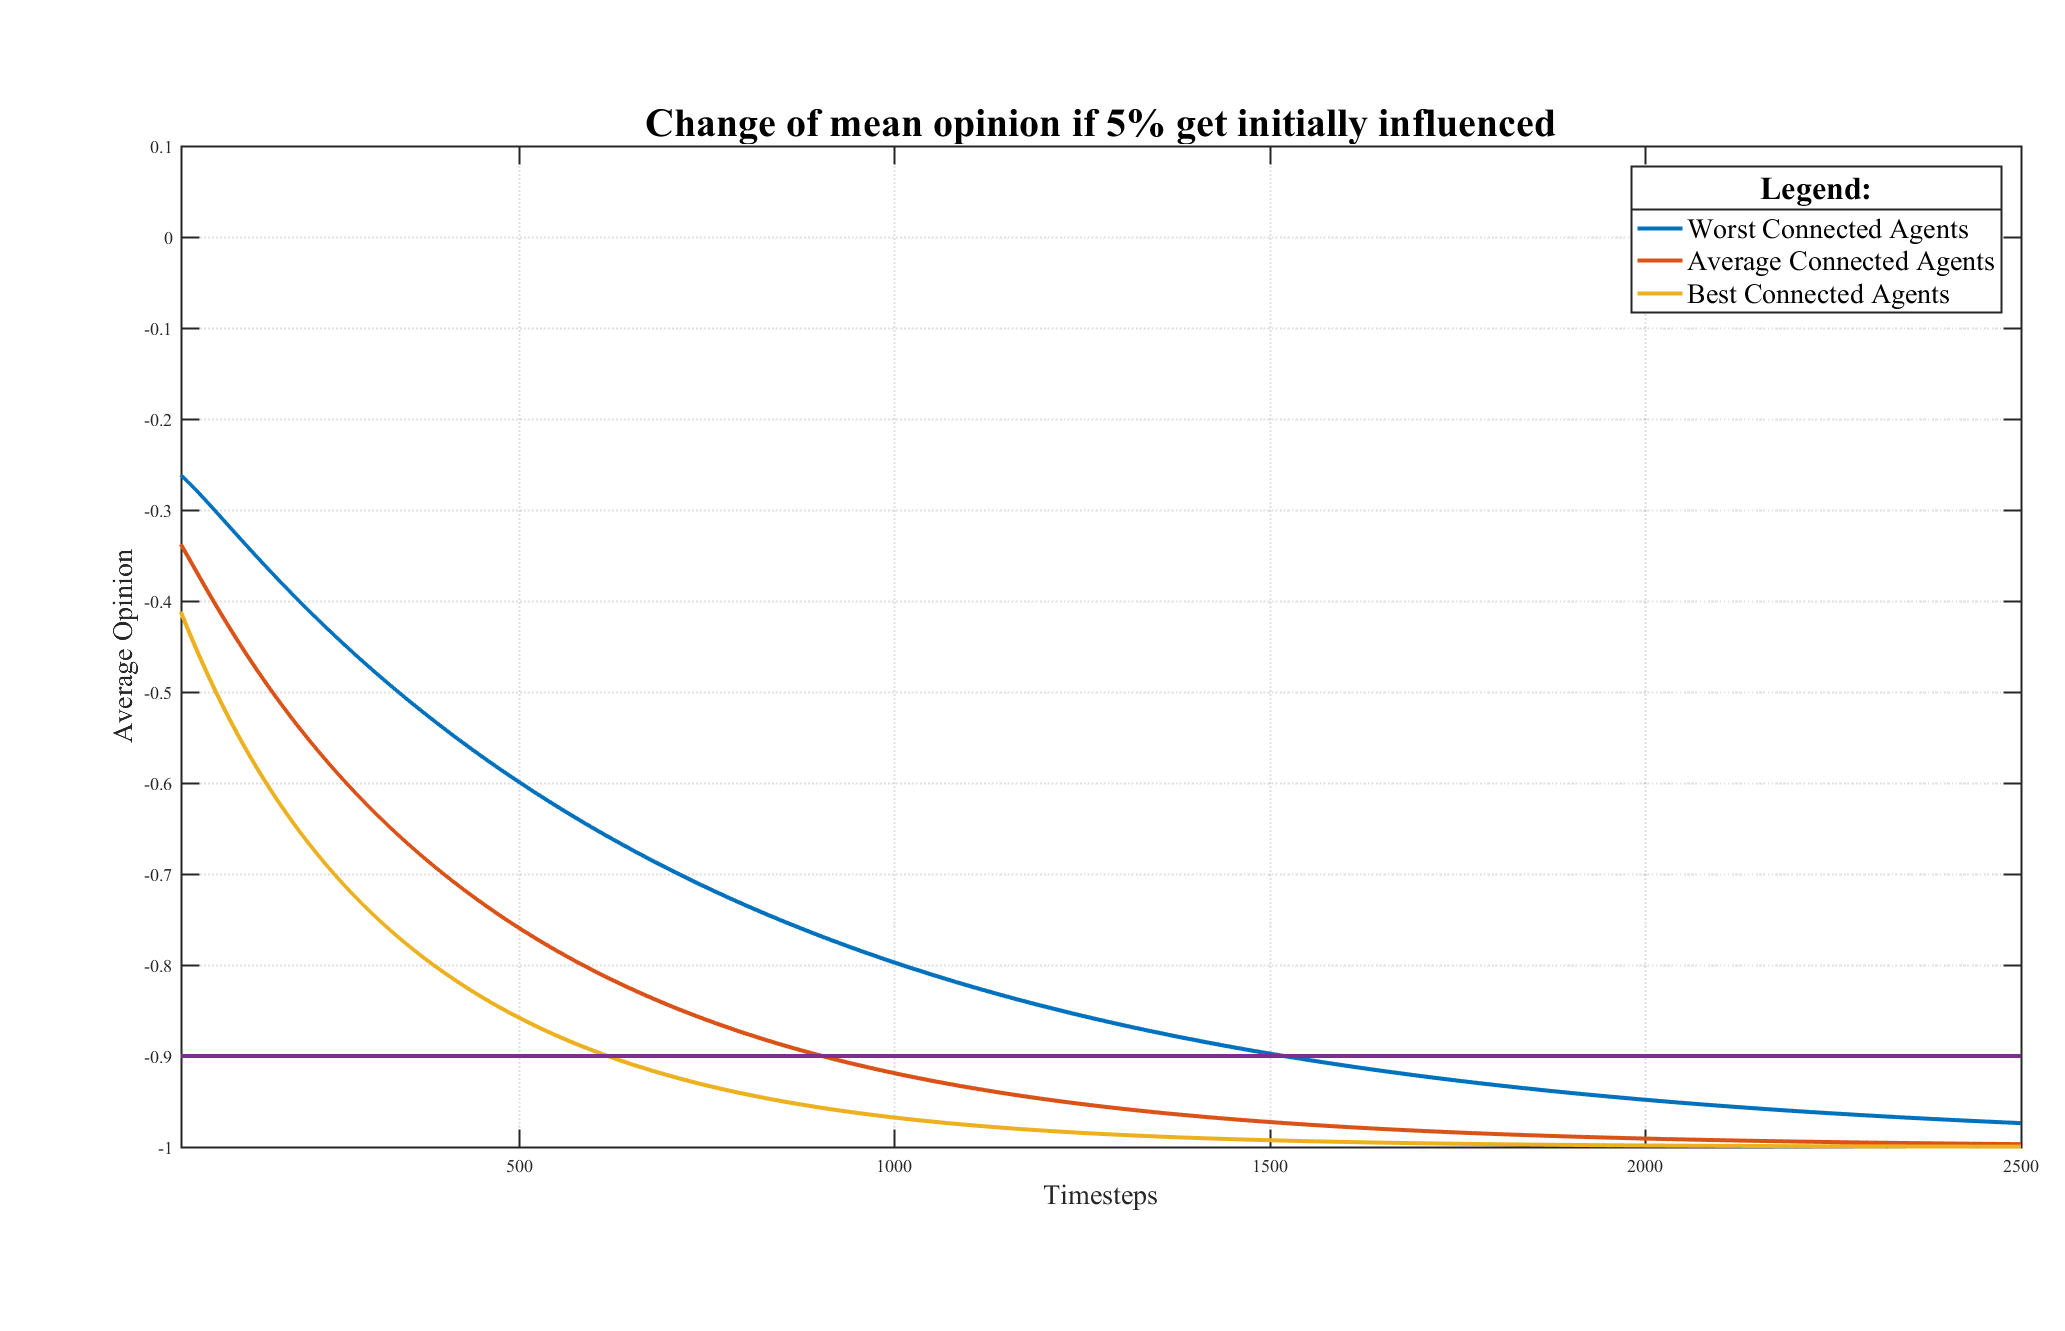 Change of mean opinion if 5% get initially influenced
0.1
0
-0.1
-0.2
-0.3
-0.4
-0.5
-0.6
-0.7
-0.8
-0.9
-1
Average Opinion
Legend:
Worst Connected Agents
Average Connected Agents
Best Connected Agents
500 1000 1500 2000 2500
Timesteps